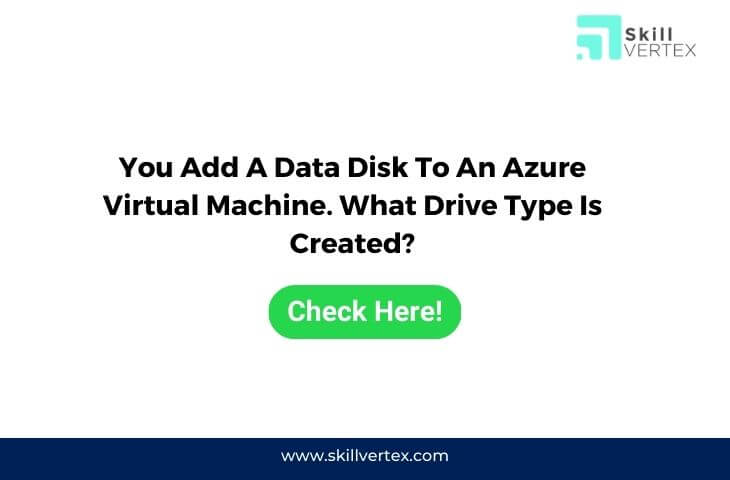 Skill
VERTEX
You Add A Data Disk To An Azure
Virtual Machine. What Drive Type Is
Created?
Check Here!
www.skillvertex.com